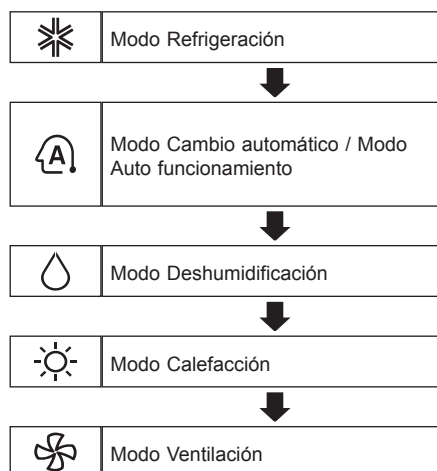 Modo Refrigeración
A
Modo Cambio automático / Modo
Auto funcionamiento
Modo Deshumidificación
Modo Calefacción
Modo Ventilación